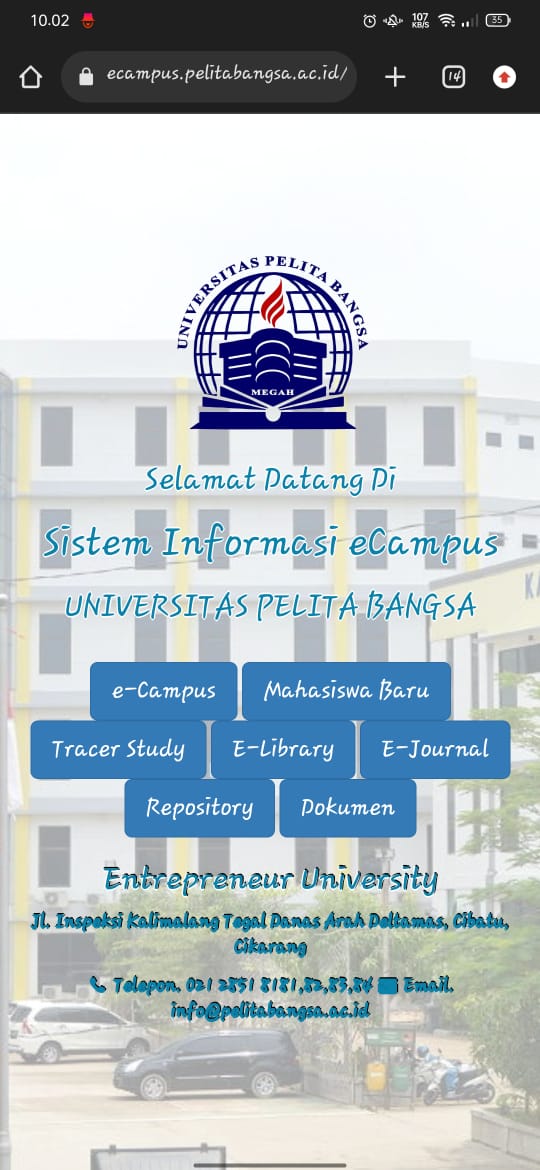 10.02
107
KB/S
35
ecampus.pelitabangsa.ac.id/
14
UNIVERSITAS PELITA BANGSA
MEGAH
Selamat Datang Di
Sistem Informasi eCampus
UNIVERSITAS PELITA BANGSA
KA
e-Campus Mahasiswa Baru
Tracer Study E-Library E-Journal
Repository Dokumen
Entrepreneur University
Jl. Inspeksi Kalimalang Tegal Danas Arah Deltamas, Cibatu,
Cikarang
Telepon. 021 2851 8181,82,83,84 Email.
info@pelitabangsa.ac.id